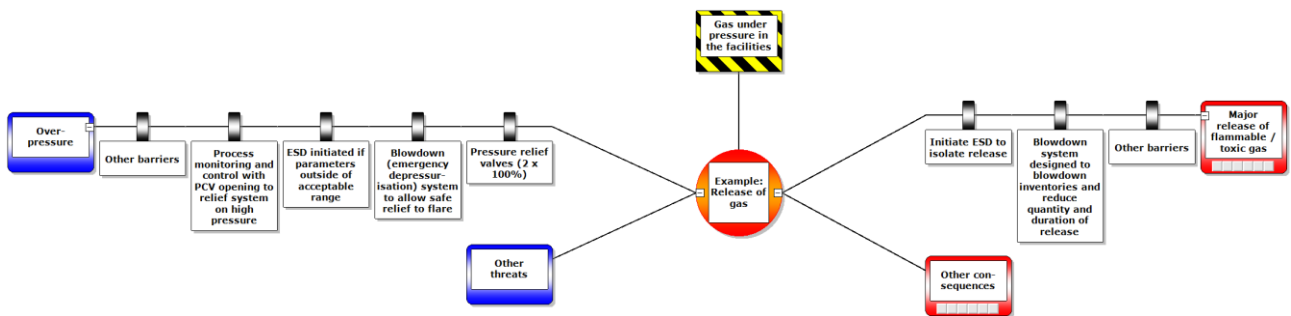 Gas under
pressure in
the facilities
Over-
pressure
Other barriers
Process
monitoring and
control with
PCV opening to
relief system
on high
pressure
ESD initiated if
parameters
outside of
acceptable
range
Blowdown
(emergency
depressur-
isation) system
to allow safe
relief to flare
Pressure relief
valves (2 x
100%)
Other
threats
Example:
Release of
gas
Initiate ESD to
isolate release
Blowdown
system
designed to
blowdown
inventories and
reduce
quantity and
duration of
release
Other barriers
Major
release of
flammable /
toxic gas
Other con-
sequences